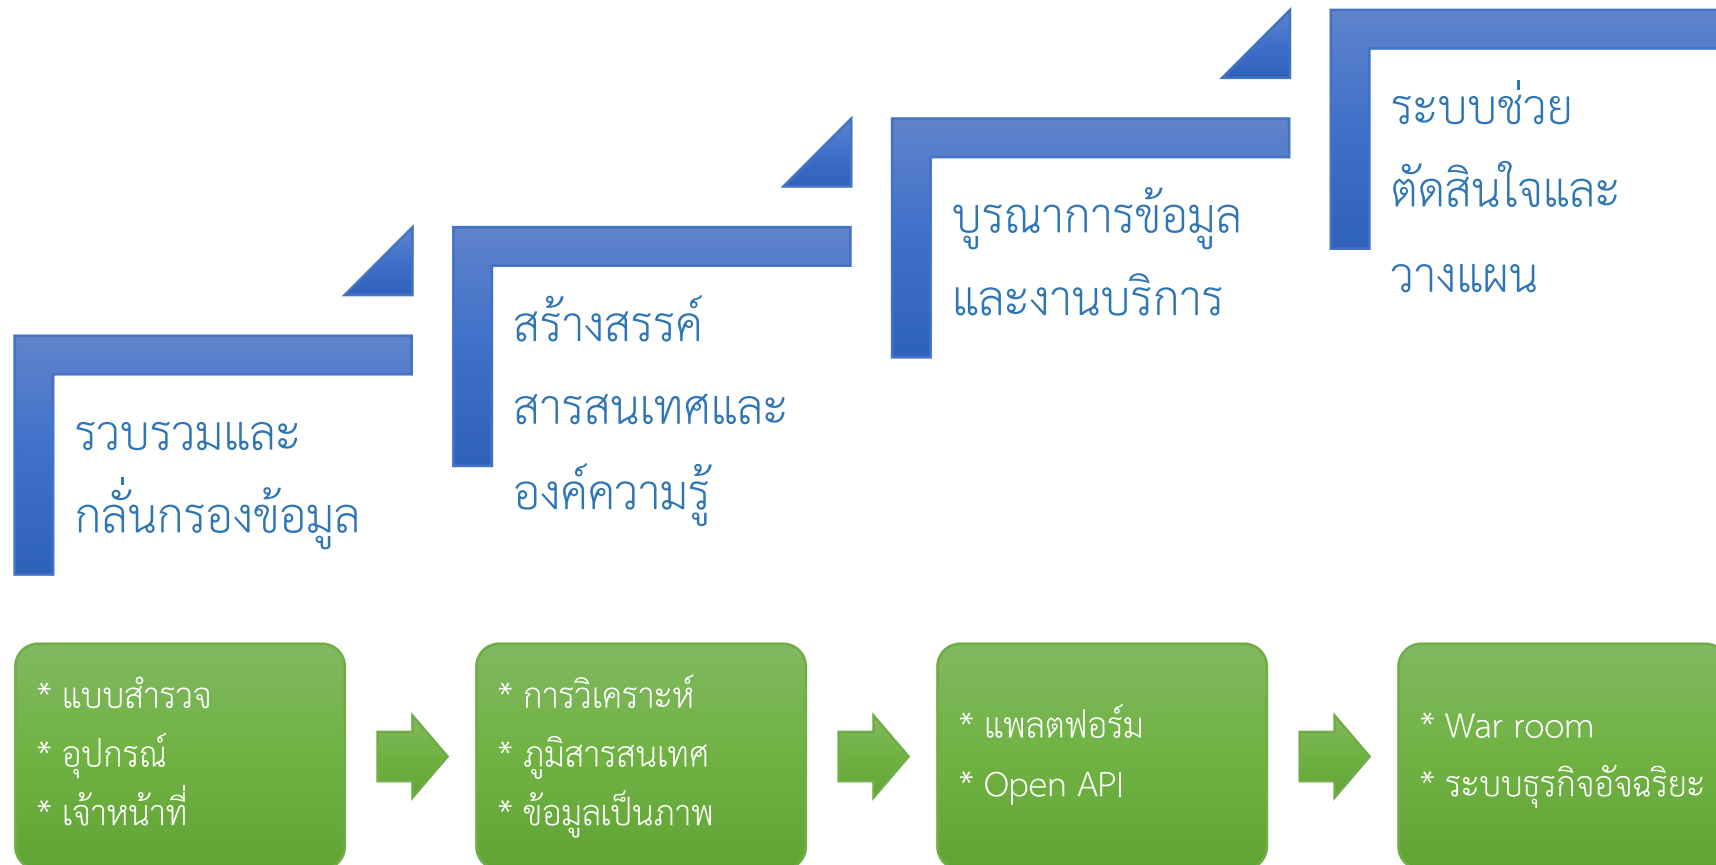 รวบรวมและ
กลั่นกรองข้อมูล
สร้างสรรค์
สารสนเทศและ
องค์ความรู้
บูรณาการข้อมูล
และงานบริการ
ระบบช่วย
ตัดสินใจและ
วางแผน
* แบบสำรวจ
* อุปกรณ์
* เจ้าหน้าที่
* การวิเคราะห์
* ภูมิสารสนเทศ
* ข้อมูลเป็นภาพ
* แพลตฟอร์ม
* Open API
* War room
* ระบบธุรกิจอัจฉริยะ